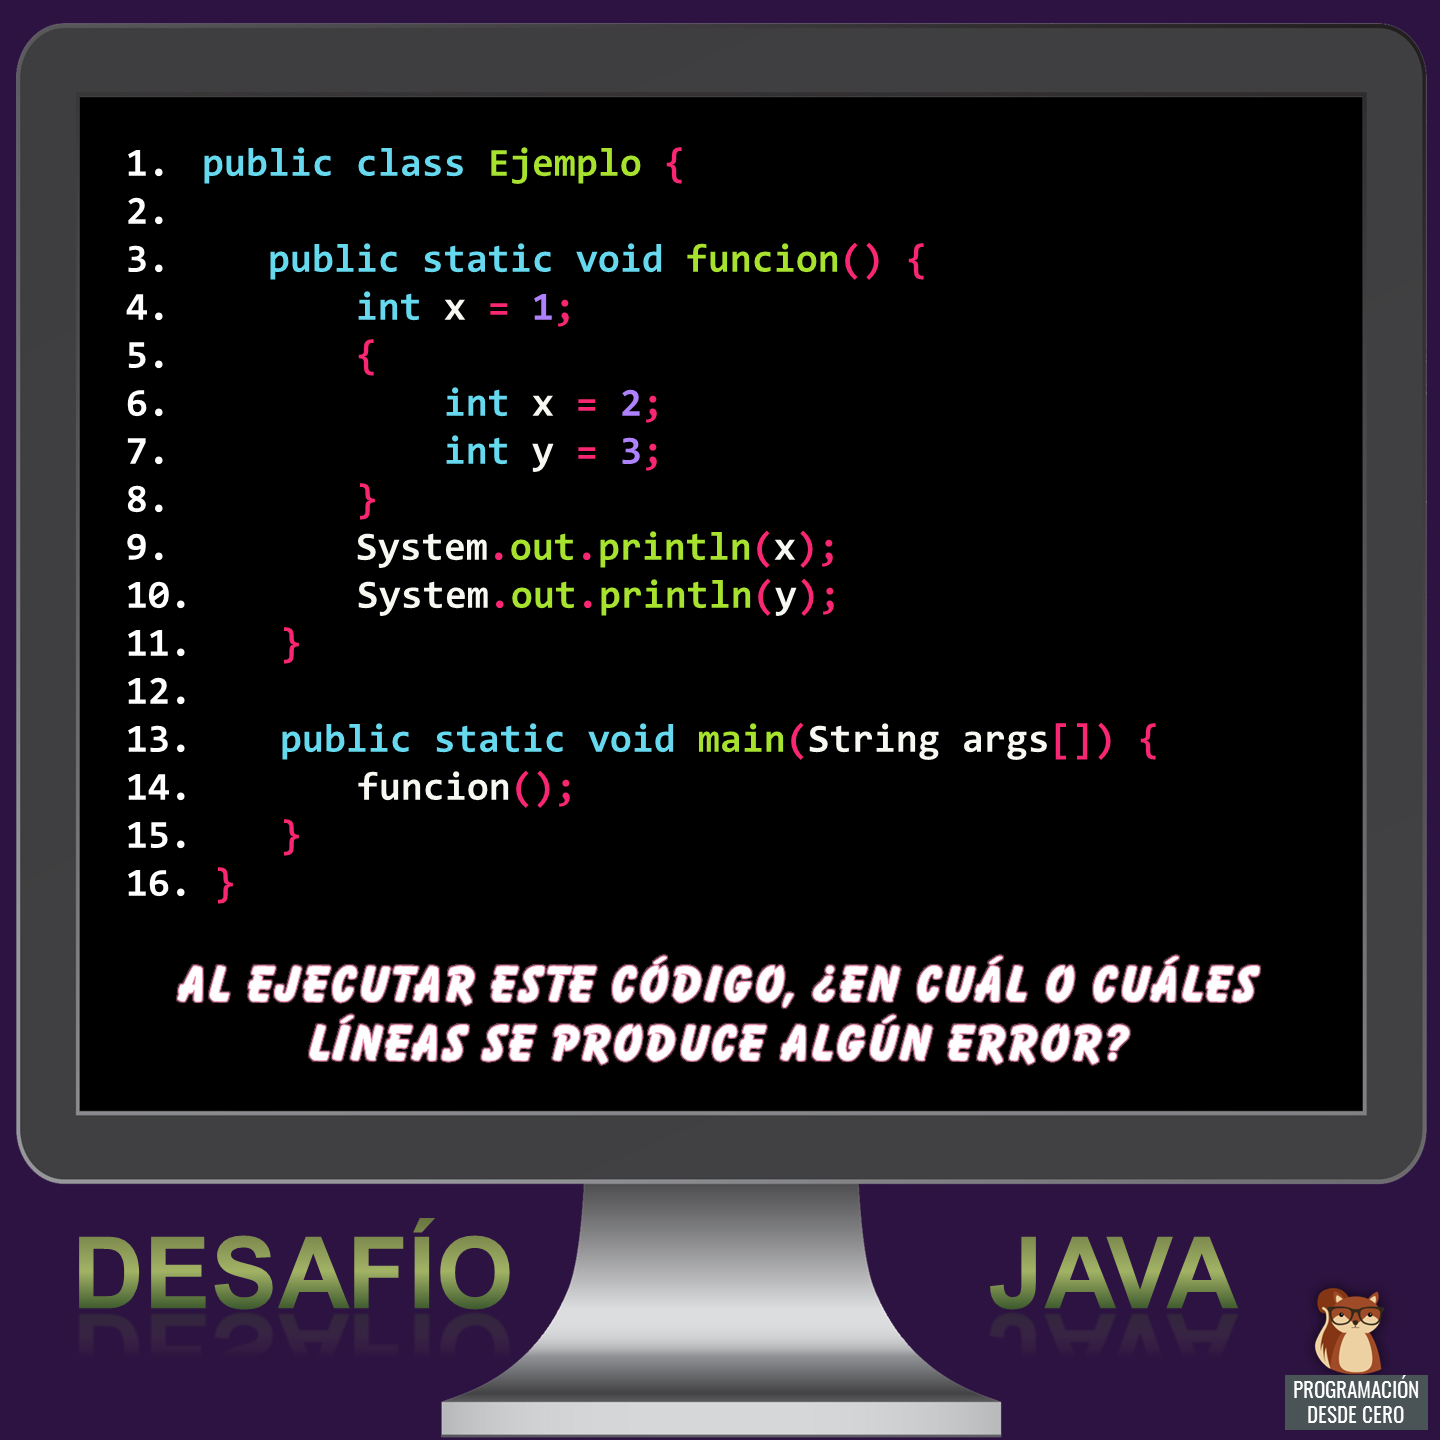 1. public class Ejemplo {
2.
3. public static void funcion() {
4. int x = 1;
5. {
6. int x = 2;
7. int y = 3;
8. }
9. System.out.println(x);
10. System.out.println(y);
11. }
12.
13. public static void main(String args[]) {
14. funcion();
15. }
16. }
AL EJECUTAR ESTE CÓDIGO, ¿EN CUÁL O CUÁLES
LÍNEAS SE PRODUCE ALGÚN ERROR?
DESAFÍO JAVA
PROGRAMACIÓN
DESDE CERO